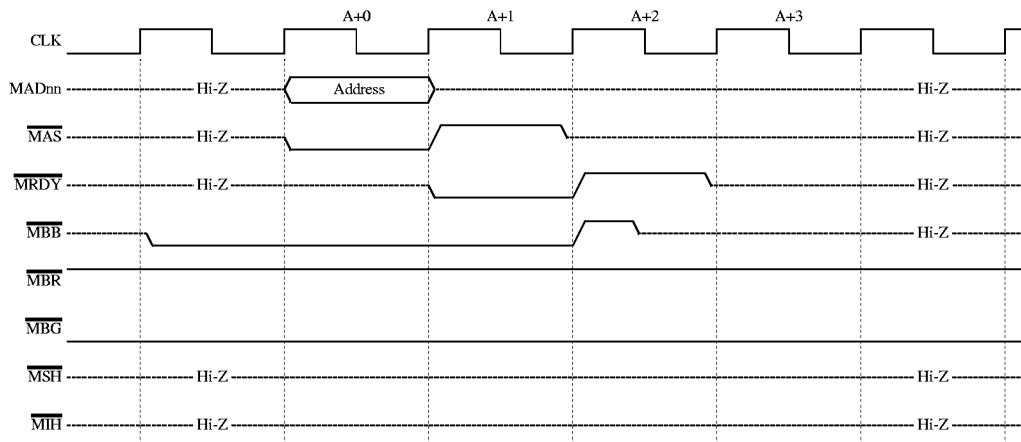 A+0 A+1 A+2 A+3
CLK
MADnn Hi-Z Address Hi-Z
MAS Hi-Z Hi-Z
MRDY Hi-Z Hi-Z
MBB Hi-Z
MBR
MBG
MSH Hi-Z Hi-Z
MIH Hi-Z Hi-Z